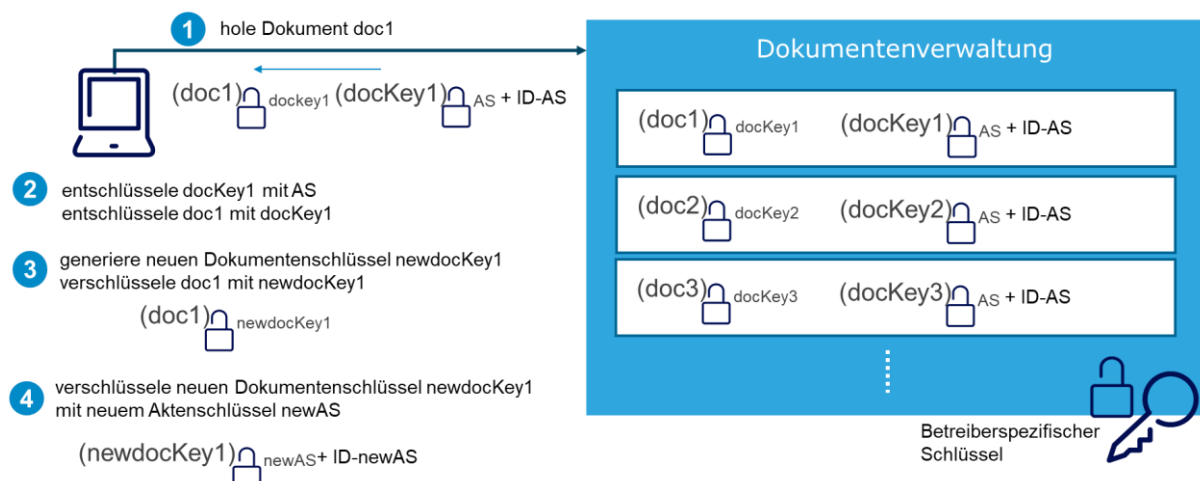 1 hole Dokument doc1
(doc1) dockey1 (docKey1) AS + ID-AS
2 entschlüssele docKey1 mit AS
entschlüssele doc1 mit docKey1
3 generiere neuen Dokumentenschlüssel newdocKey1
verschlüssele doc1 mit newdocKey1
(doc1) newdocKey1
4 verschlüssele neuen Dokumentenschlüssel newdocKey1
mit neuem Aktenschlüssel newAS
(newdocKey1) newAS+ ID-newAS
Dokumentenverwaltung
(doc1) docKey1 (docKey1) AS + ID-AS
(doc2) docKey2 (docKey2) AS + ID-AS
(doc3) docKey3 (docKey3) AS + ID-AS
Betreiberspezifischer
Schlüssel